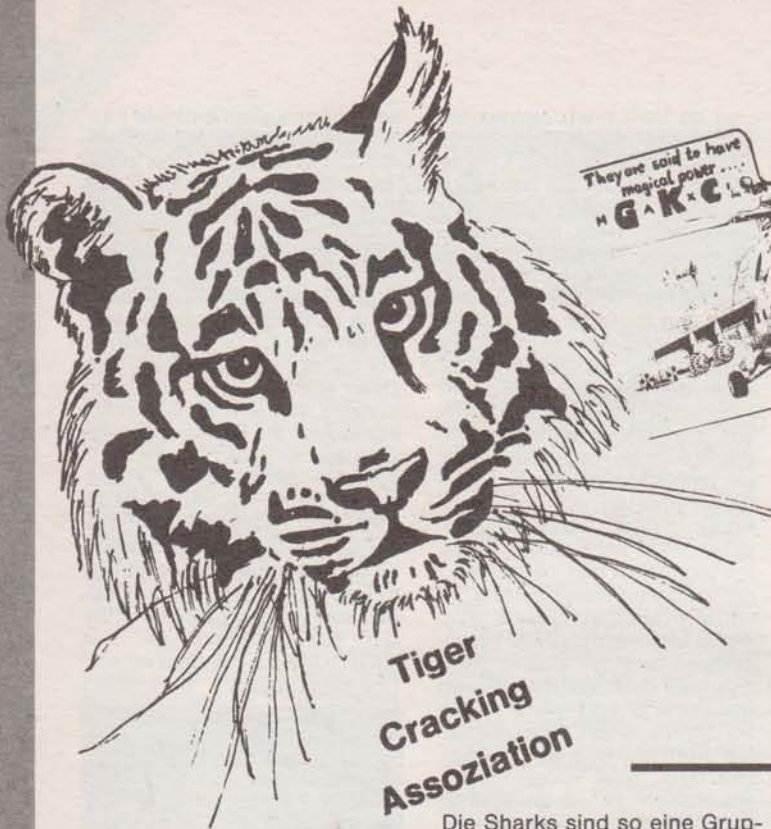 They are said to have
magical power ....
G K C
Tiger
Cracking
Assoziation
Die Sharks sind so eine Grup-